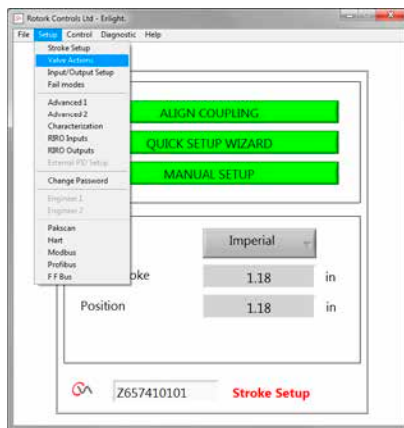 Rotork Controls Ltd - Enlight.
File Setup Control Diagnostic Help
Stroke Setup
Valve Actions
Input/Output Setup
Fail modes
Advanced 1
Advanced 2
Characterization
RIRO Inputs
RIRO Outputs
External PID Setup
Change Password
Engineer 1
Engineer 2
Pakscan
Hart
Modbus
Profibus
F F Bus
ALIGN COUPLING
QUICK SETUP WIZARD
MANUAL SETUP
Imperial
oke 1.18 in
Position 1.18 in
Z657410101 Stroke Setup